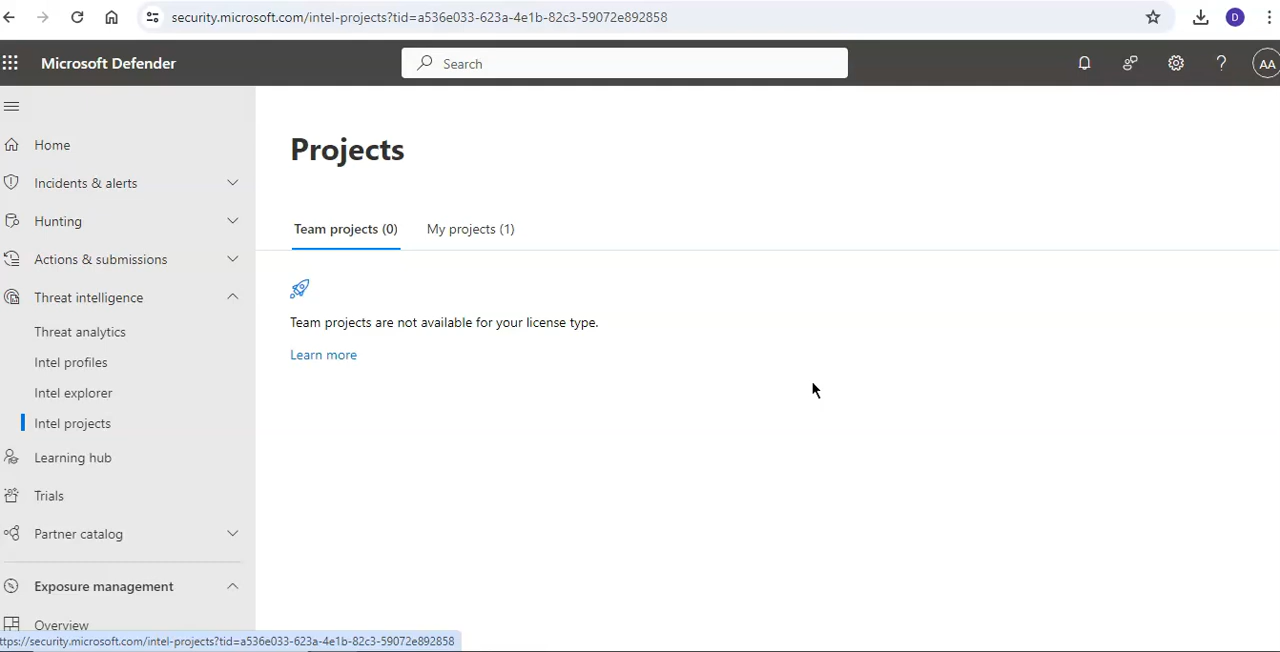 security.microsoft.com/intel-projects?tid=a536e033-623a-4e1b-82c3-59072e892858
D
Microsoft Defender
Search
AA
Home
Incidents & alerts
Hunting
Actions & submissions
Threat intelligence
Threat analytics
Intel profiles
Intel explorer
Intel projects
Learning hub
Trials
Partner catalog
Exposure management
Overview
Projects
Team projects (0) My projects (1)
Team projects are not available for your license type.
Learn more
ttps://security.microsoft.com/intel-projects?tid=a536e033-623a-4e1b-82c3-59072e892858